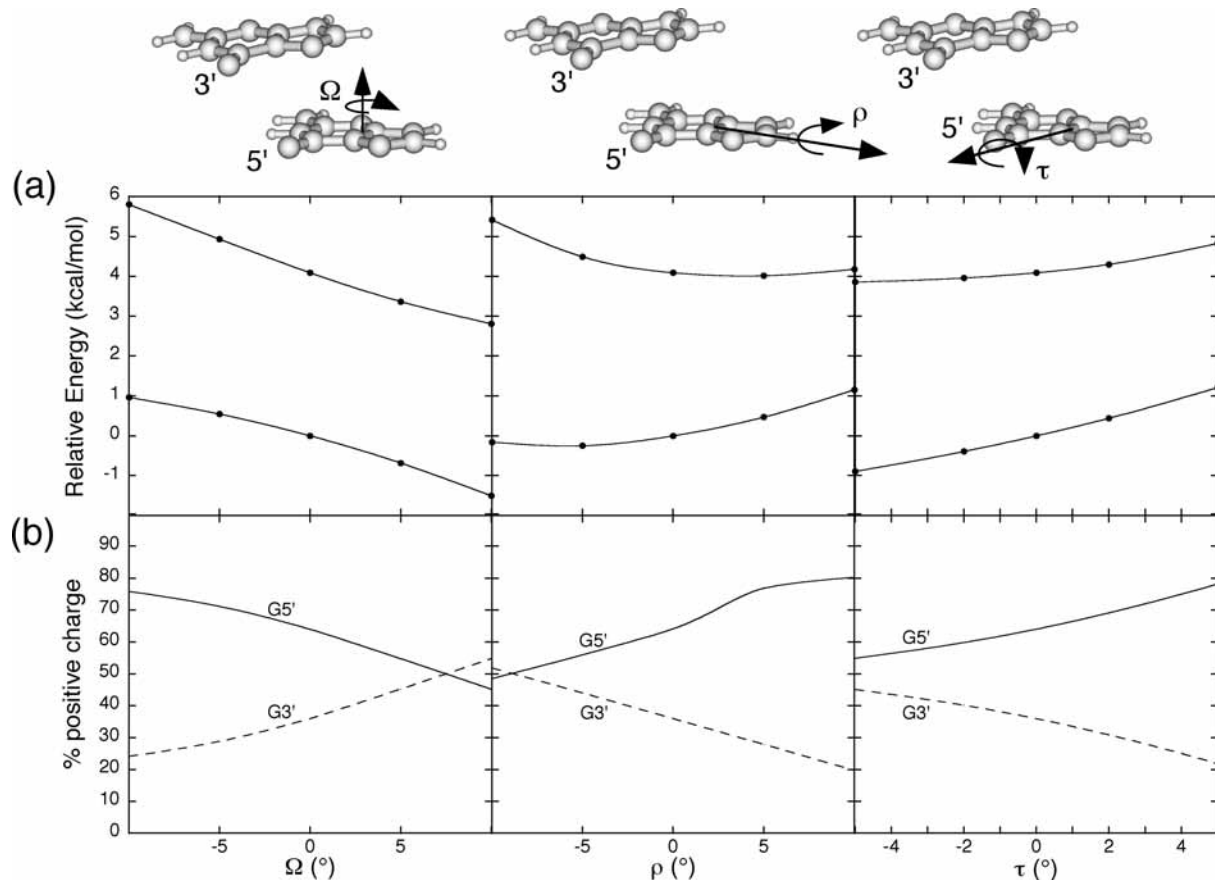 3' 3' 3'
Ω ρ
5' 5' 5' τ
(a)
Relative Energy (kcal/mol)
6
5
4
3
2
1
0
-1
(b)
% positive charge
90
80
70
60
50
40
30
20
10
0
G5' G5' G5'
G3' G3' G3'
-5 0 5 -5 0 5 -4 -2 0 2 4
Ω (°) ρ (°) τ (°)